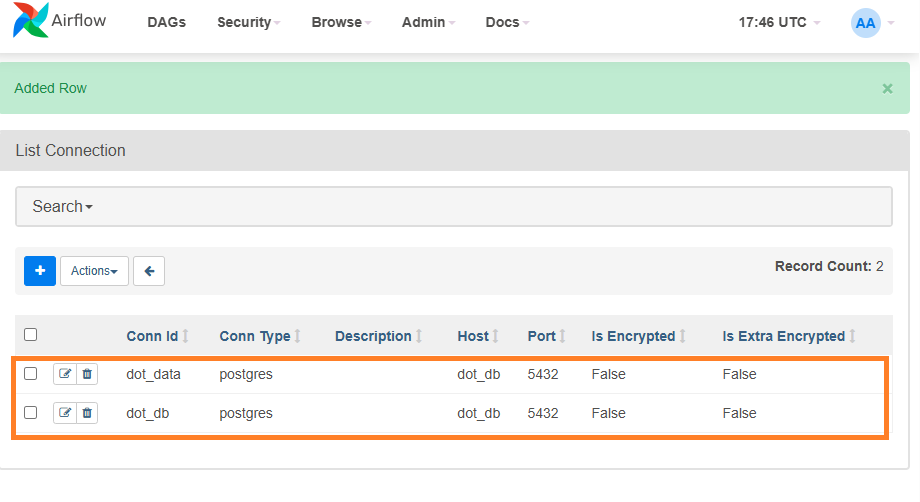 Airflow DAGs Security Browse Admin Docs 17:46 UTC AA
Added Row ×
List Connection
Search
+ Actions Record Count: 2
Conn Id Conn Type Description Host Port Is Encrypted Is Extra Encrypted
dot_data postgres dot_db 5432 False False
dot_db postgres dot_db 5432 False False